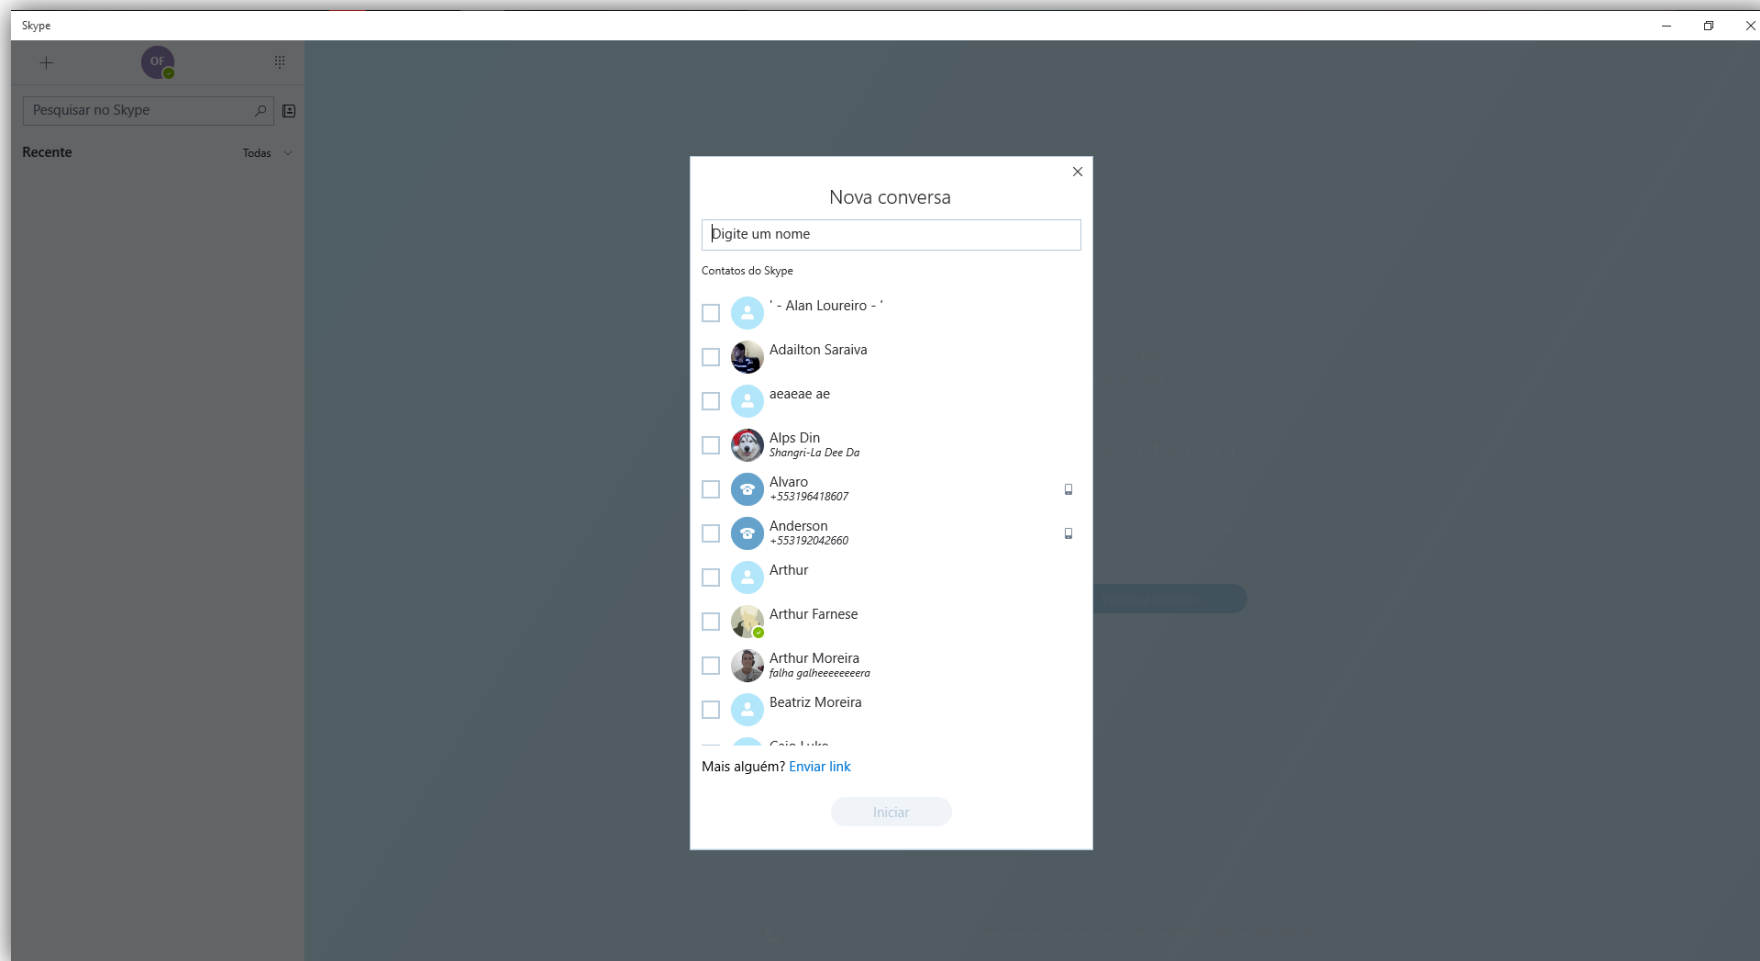 Skype
OF
Pesquisar no Skype
Recente
Todas
Nova conversa
Digite um nome
Contatos do Skype
' - Alan Loureiro - '
Adailton Saraiva
aeaeae ae
Alps Din
Shangri-La Dee Da
Alvaro
+553196418607
Anderson
+553192042660
Arthur
Arthur Farnese
Arthur Moreira
falha galheeeeeeeera
Beatriz Moreira
Mais alguém? Enviar link
Iniciar